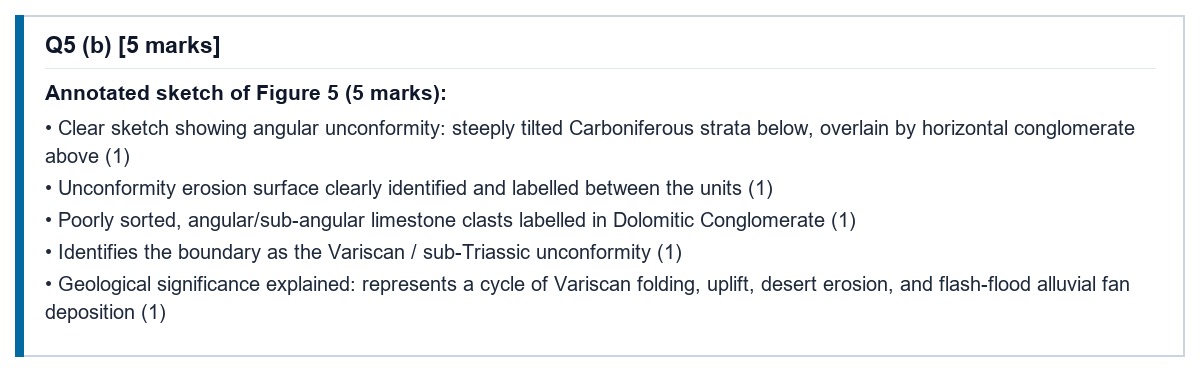 Q5 (b) [5 marks]
Annotated sketch of Figure 5 (5 marks):
• Clear sketch showing angular unconformity: steeply tilted Carboniferous strata below, overlain by horizontal conglomerate
above (1)
• Unconformity erosion surface clearly identified and labelled between the units (1)
• Poorly sorted, angular/sub-angular limestone clasts labelled in Dolomitic Conglomerate (1)
• Identifies the boundary as the Variscan / sub-Triassic unconformity (1)
• Geological significance explained: represents a cycle of Variscan folding, uplift, desert erosion, and flash-flood alluvial fan
deposition (1)